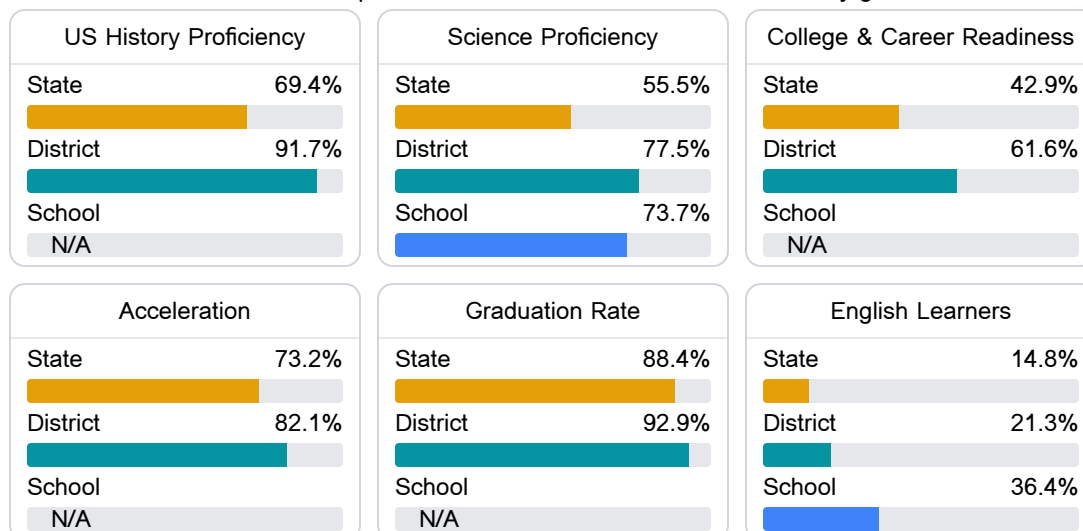 US History Proficiency
State 69.4%
District 91.7%
School
N/A
Science Proficiency
State 55.5%
District 77.5%
School 73.7%
College & Career Readiness
State 42.9%
District 61.6%
School
N/A
Acceleration
State 73.2%
District 82.1%
School
N/A
Graduation Rate
State 88.4%
District 92.9%
School
N/A
English Learners
State 14.8%
District 21.3%
School 36.4%